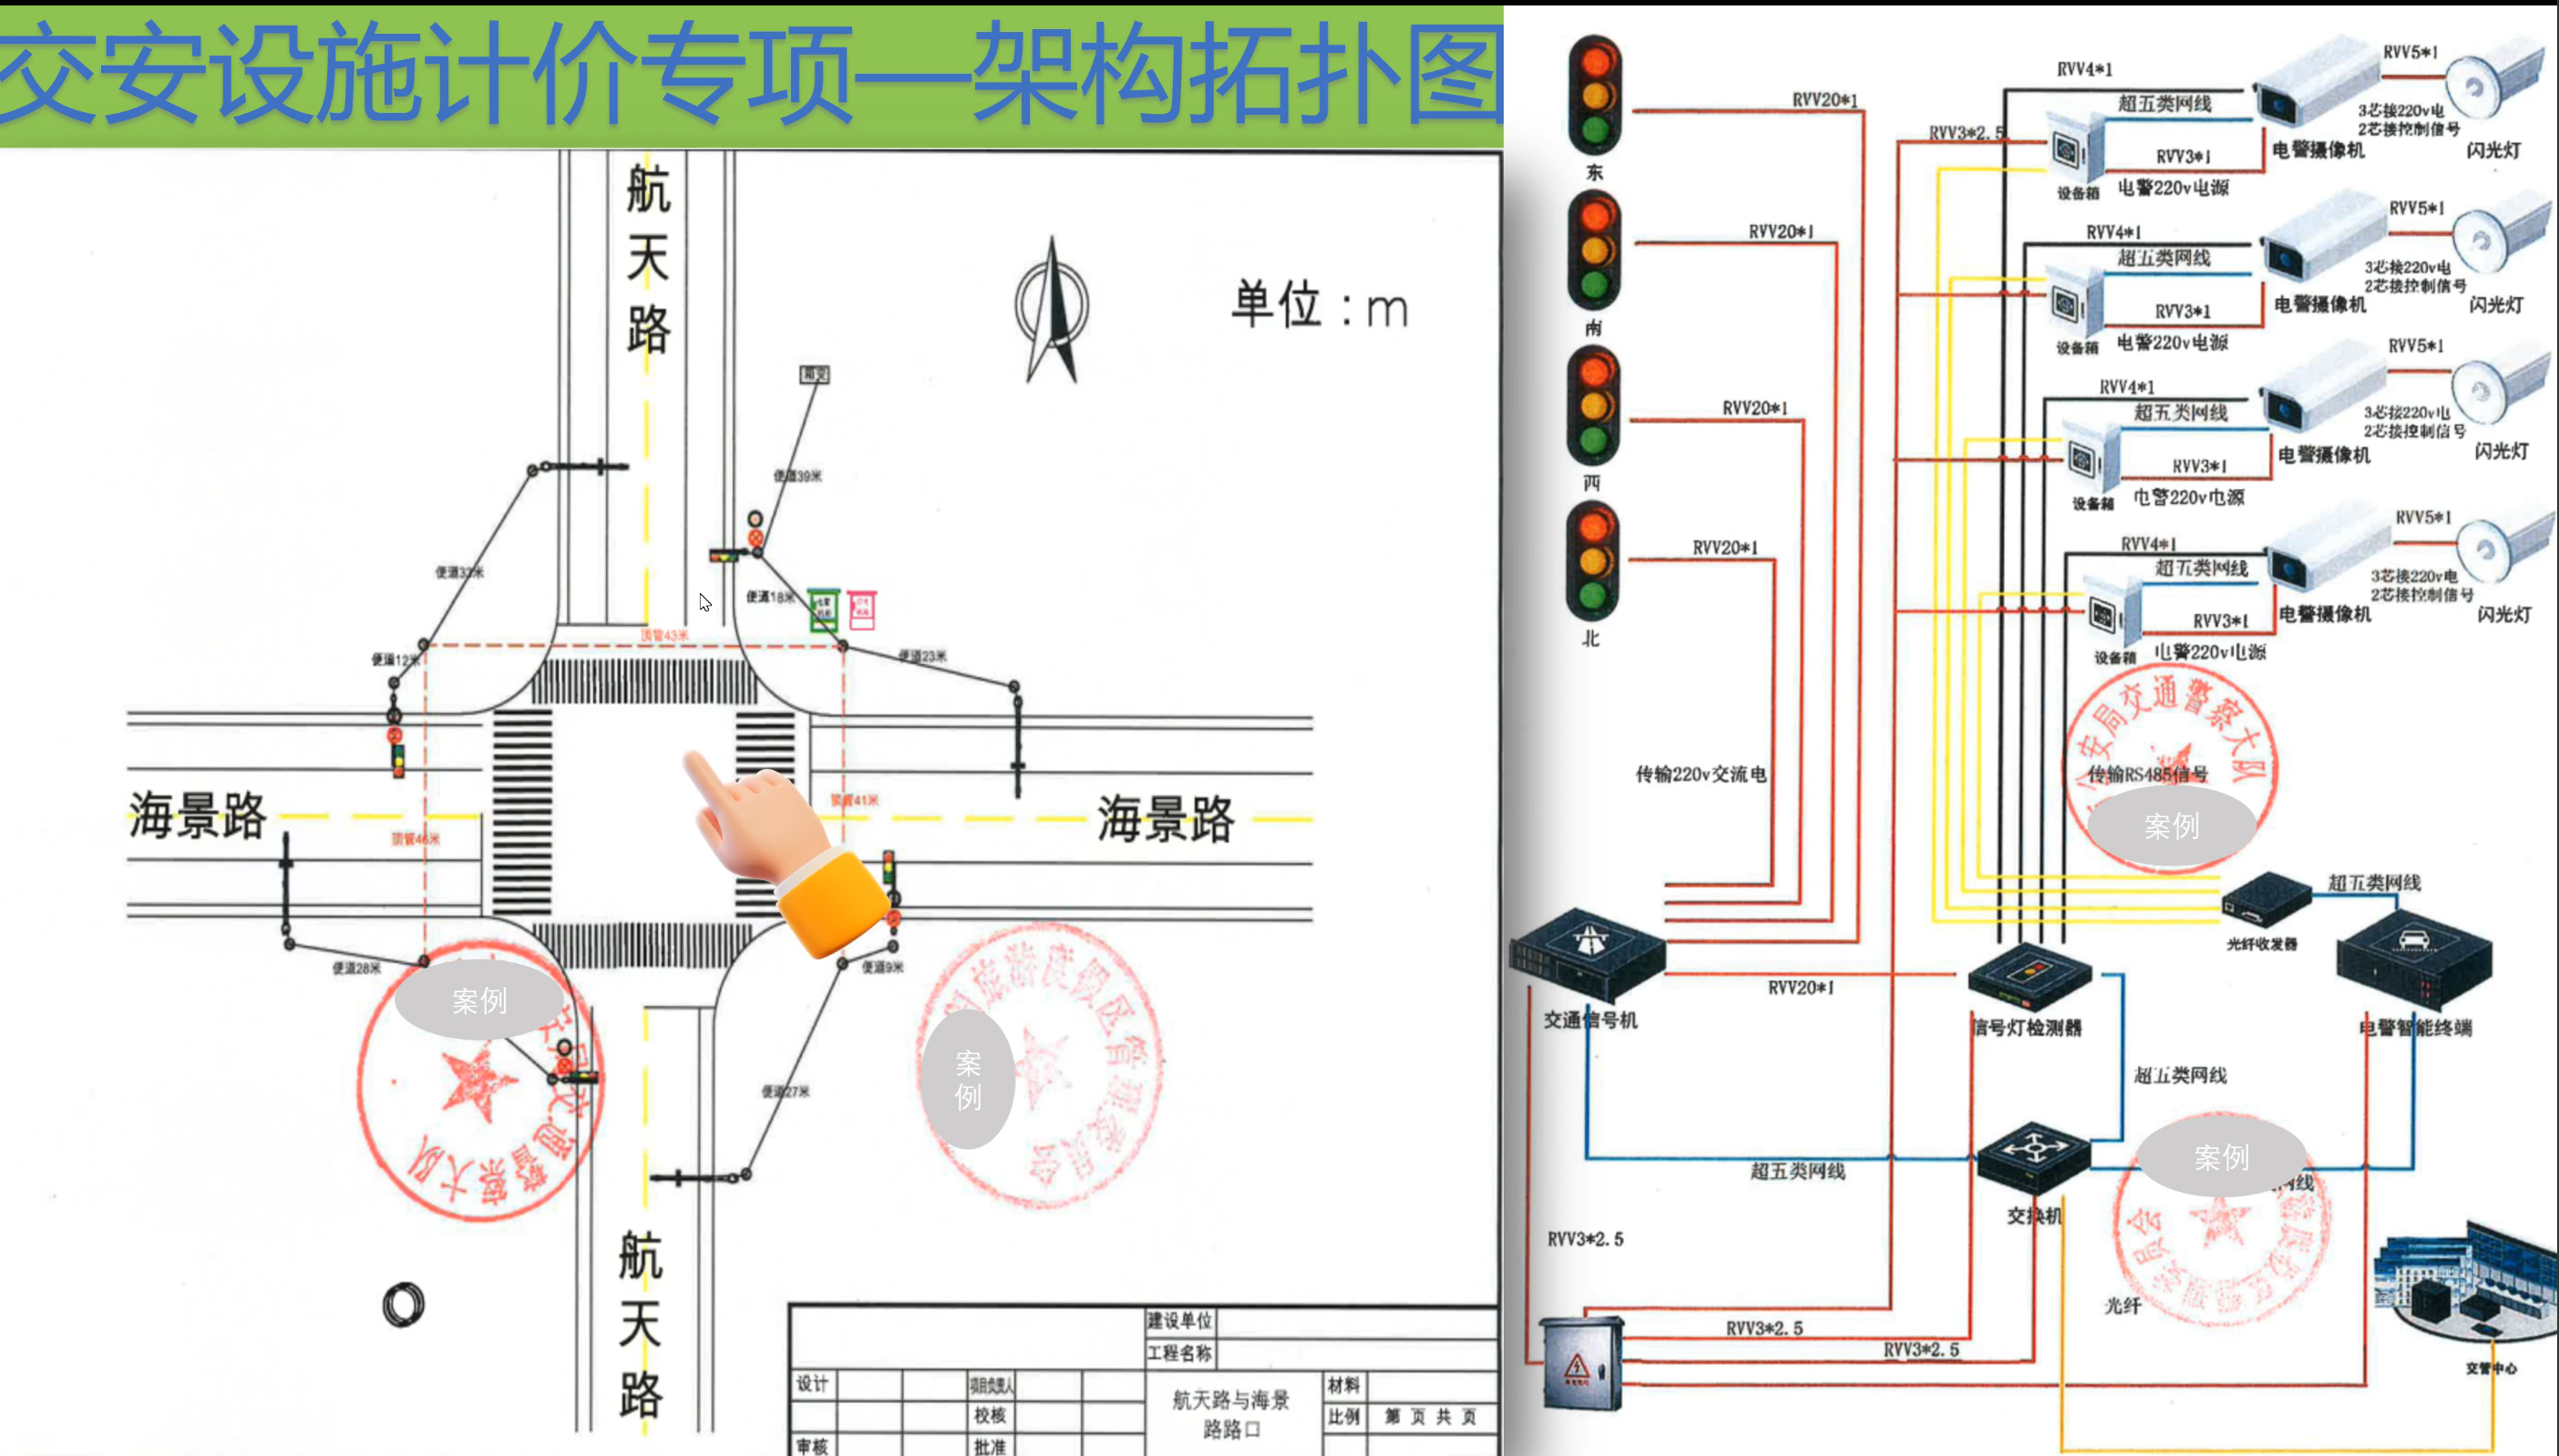 交安设施计价专项—架构拓扑图
航天路
单位：m
箱变
便道39米
便道33米
便道18米
顶管43米
便道12米
便道23米
海景路
顶管46米
顶管41米
海景路
便道28米
便道9米
案例
案例
便道27米
航天路
建设单位
工程名称
设计
项目负责人
校核
审核
批准
航天路与海景
路路口
材料
比例
第 页 共 页
东
南
西
北
RVV20*1
RVV20*1
RVV20*1
RVV20*1
RVV3*2.5
RVV4*1
超五类网线
RVV3*1
电警220v电源
设备箱
电警摄像机
RVV5*1
3芯接220v电
2芯接控制信号
闪光灯
RVV4*1
超五类网线
RVV3*1
电警220v电源
设备箱
电警摄像机
RVV5*1
3芯接220v电
2芯接控制信号
闪光灯
RVV4*1
超五类网线
RVV3*1
电警220v电源
设备箱
电警摄像机
RVV5*1
3芯接220v电
2芯接控制信号
闪光灯
RVV4*1
超五类网线
RVV3*1
电警220v电源
设备箱
电警摄像机
RVV5*1
3芯接220v电
2芯接控制信号
闪光灯
公安局交通警察大队
传输220v交流电
传输RS485信号
案例
超五类网线
光纤收发器
交通信号机
RVV20*1
信号灯检测器
电警智能终端
超五类网线
超五类网线
案例
网线
交换机
RVV3*2.5
光纤
RVV3*2.5
RVV3*2.5
交管中心